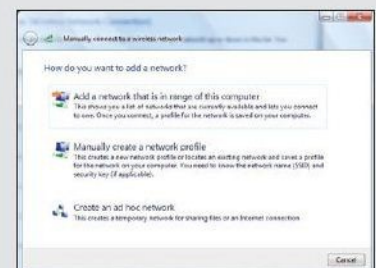 Manually connect to a wireless network
How do you want to add a network?
Add a network that is in range of this computer
This shows you a list of networks that are currently available and lets you connect
to one. Once you connect, a profile for the network is saved on your computer.
Manually create a network profile
This creates a new network profile or locates an existing network and saves a profile
for the network on your computer. You need to know the network name (SSID) and
security key (if applicable).
Create an ad hoc network
This creates a temporary network for sharing files or an Internet connection
Cancel